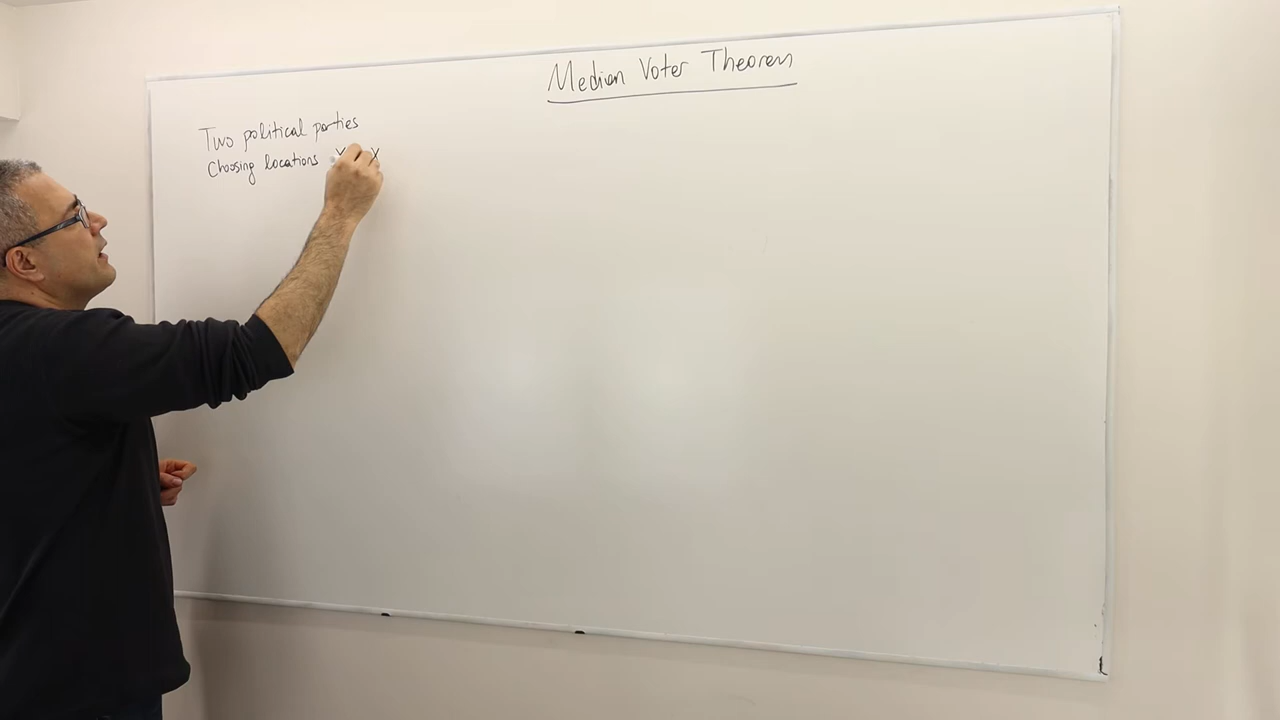 Median Voter Theorem
Two political parties
Choosing locations X